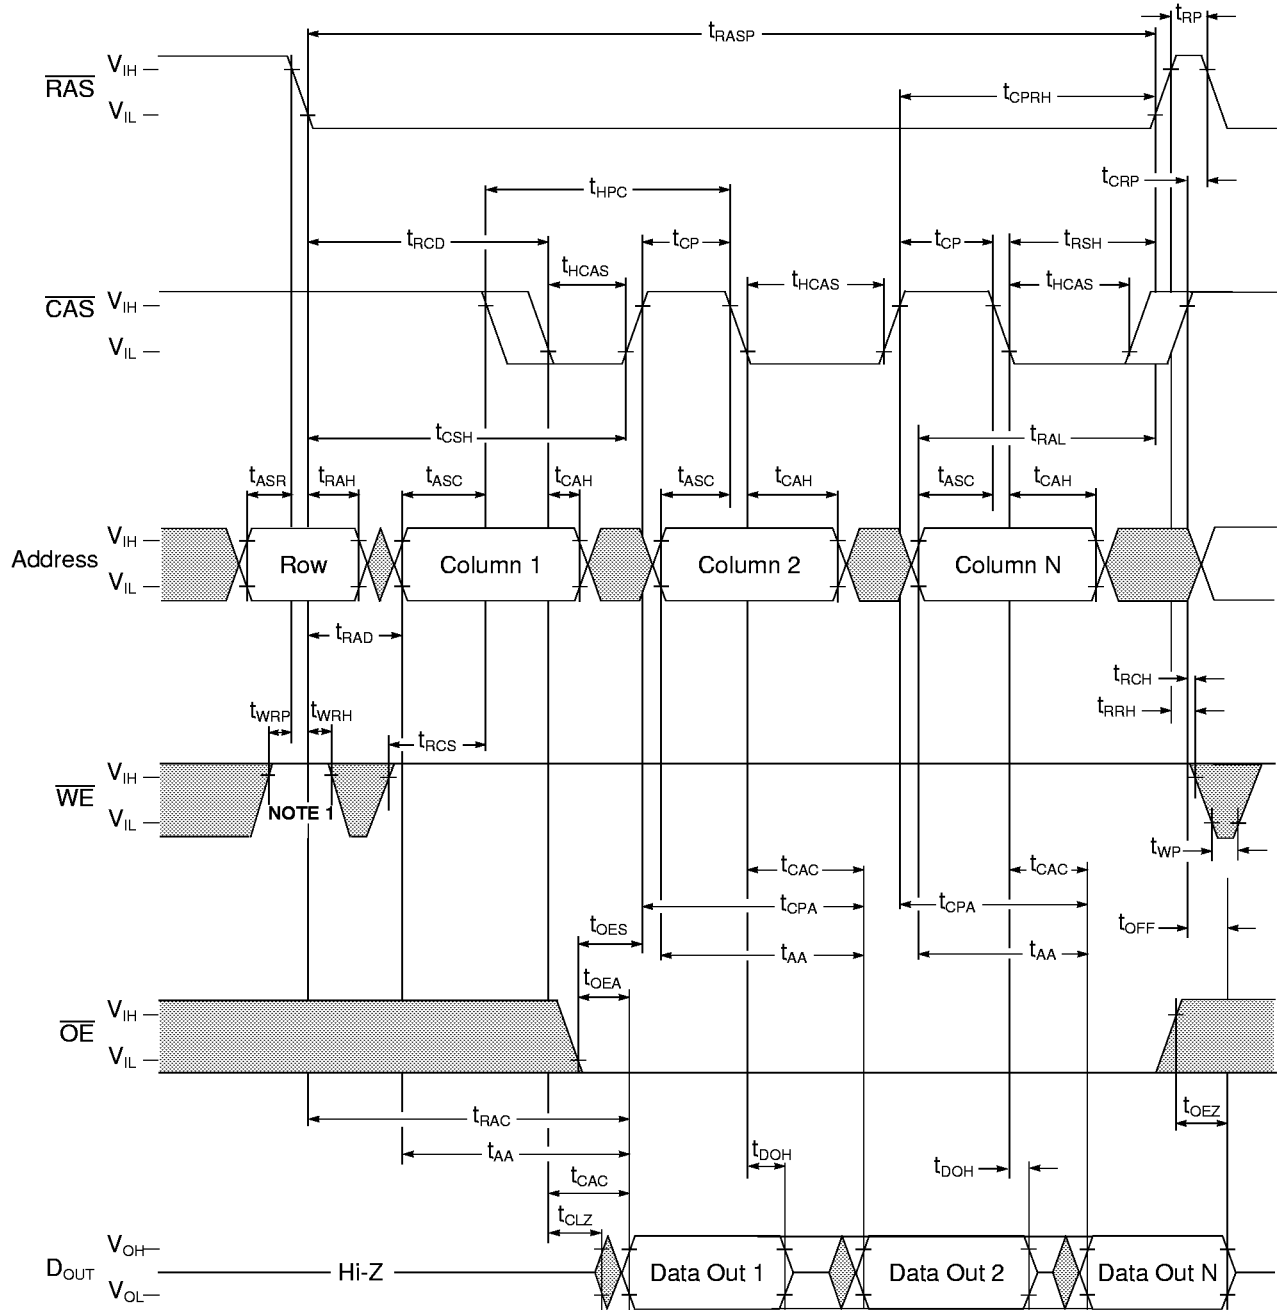 tRP
tRASP
VIH
RAS
VIL
tCPRH
tCRP
tHPC
tRCD
tCP
tCP
tRSH
tHCAS
tHCAS
tHCAS
VIH
CAS
VIL
tCSH
tRAL
tASR
tRAH
tASC
tCAH
tASC
tCAH
tASC
tCAH
VIH
Address
Row
Column 1
Column 2
Column N
VIL
tRAD
tRCH
tWRP
tWRH
tRRH
tRCS
VIH
WE
NOTE 1
VIL
tWP
tCAC
tCAC
tCPA
tCPA
tOES
tOFF
tAA
tAA
tOEA
VIH
OE
VIL
tRAC
tOEZ
tAA
tDOH
tDOH
tCAC
tCLZ
VOH
DOUT
Hi-Z
Data Out 1
Data Out 2
Data Out N
VOL